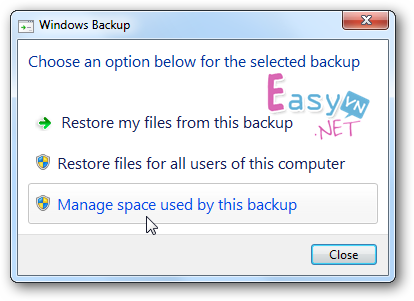 Windows Backup
Choose an option below for the selected backup
Easy VN
.NET
Restore my files from this backup
Restore files for all users of this computer
Manage space used by this backup
Close